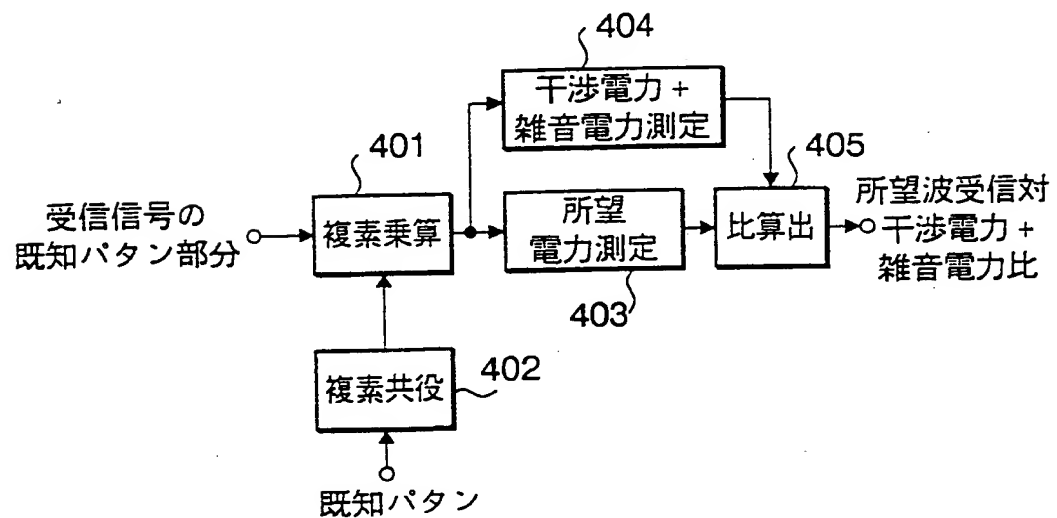 404
干渉電力+
雑音電力測定
401
405
受信信号の
既知パタン部分
複素乗算
所望
電力測定
比算出
所望波受信対
干渉電力+
雑音電力比
403
複素共役
402
既知パタン